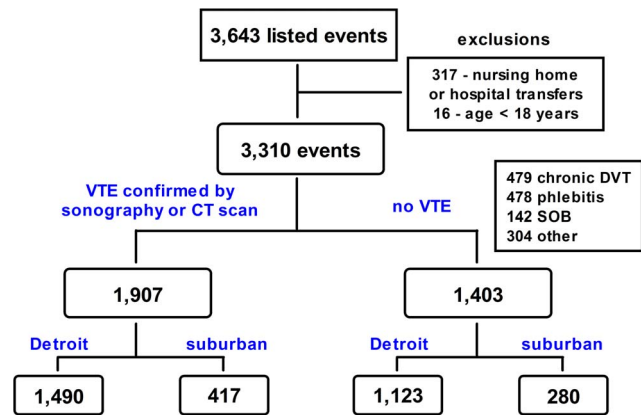 3,643 listed events
exclusions
317 - nursing home
or hospital transfers
16 - age < 18 years
3,310 events
VTE confirmed by
sonography or CT scan
no VTE
479 chronic DVT
478 phlebitis
142 SOB
304 other
1,907
1,403
Detroit
suburban
Detroit
suburban
1,490
417
1,123
280